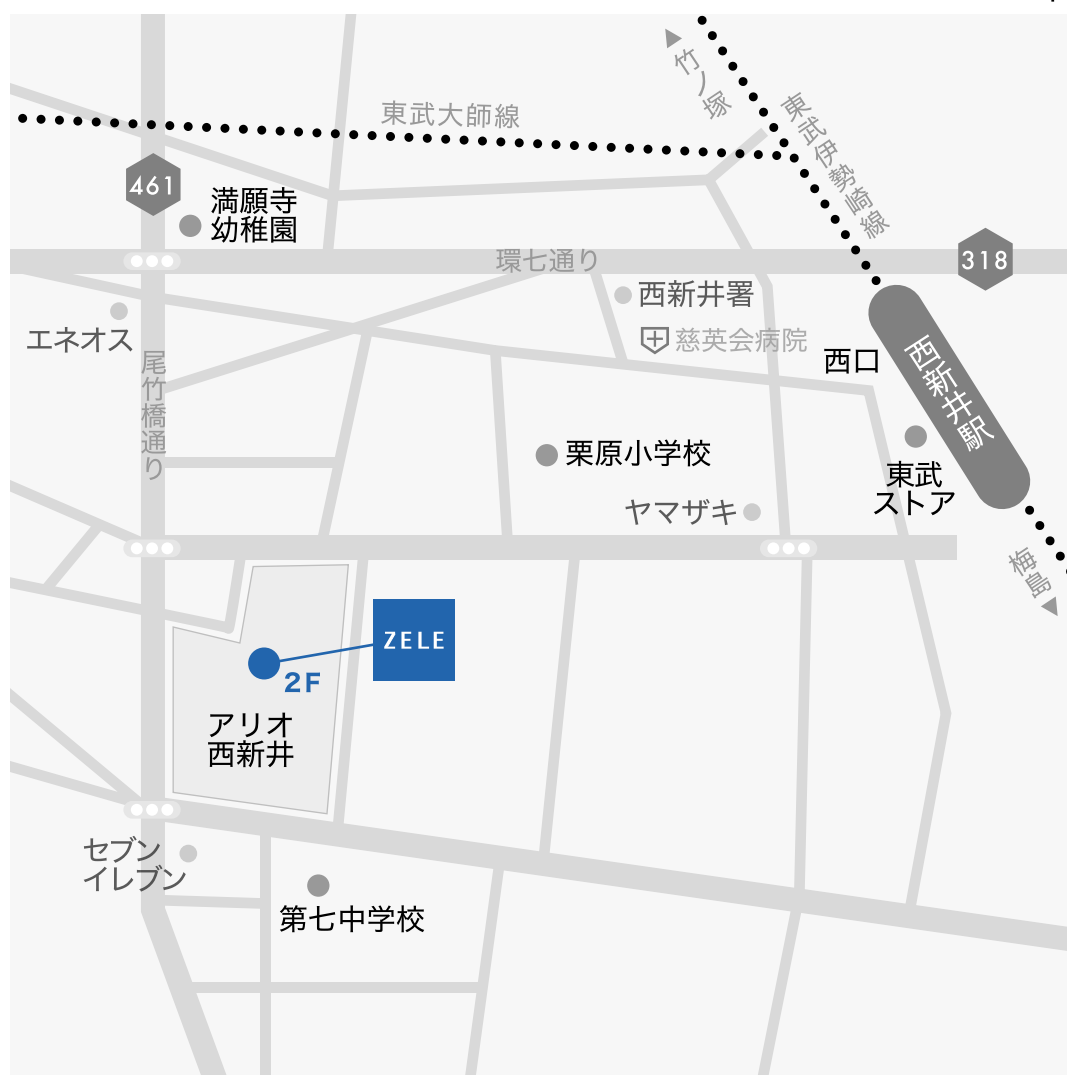 竹ノ塚
東武大師線
東武伊勢崎線
461
満願寺
幼稚園
環七通り
318
西新井署
慈英会病院
エネオス
尾竹橋通り
西口
西新井駅
栗原小学校
東武
ストア
ヤマザキ
梅島
ZELE
2F
アリオ
西新井
セブン
イレブン
第七中学校